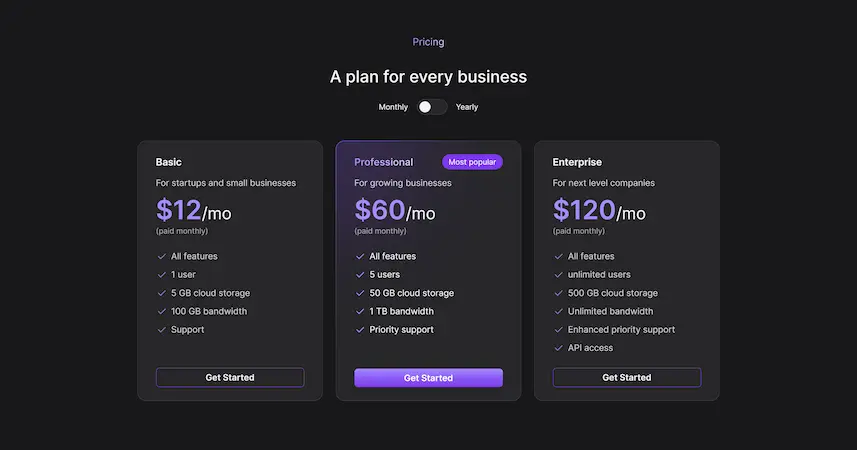 Pricing
A plan for every business
Monthly Yearly
Basic
For startups and small businesses
$12/mo
(paid monthly)
All features
1 user
5 GB cloud storage
100 GB bandwidth
Support
Get Started
Professional Most popular
For growing businesses
$60/mo
(paid monthly)
All features
5 users
50 GB cloud storage
1 TB bandwidth
Priority support
Get Started
Enterprise
For next level companies
$120/mo
(paid monthly)
All features
unlimited users
500 GB cloud storage
Unlimited bandwidth
Enhanced priority support
API access
Get Started